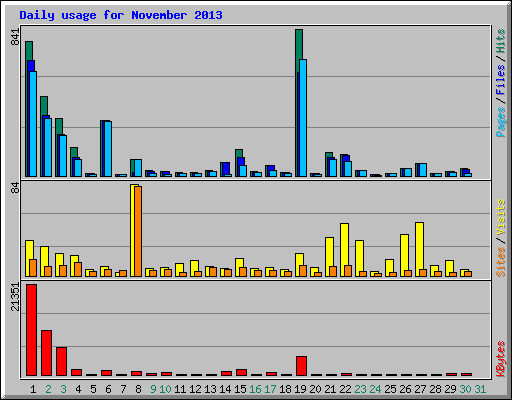 Daily usage for November 2013
841
Pages / Files / Hits
84
Sites / Visits
21351
KBytes
1 2 3 4 5 6 7 8 9 10 11 12 13 14 15 16 17 18 19 20 21 22 23 24 25 26 27 28 29 30 31